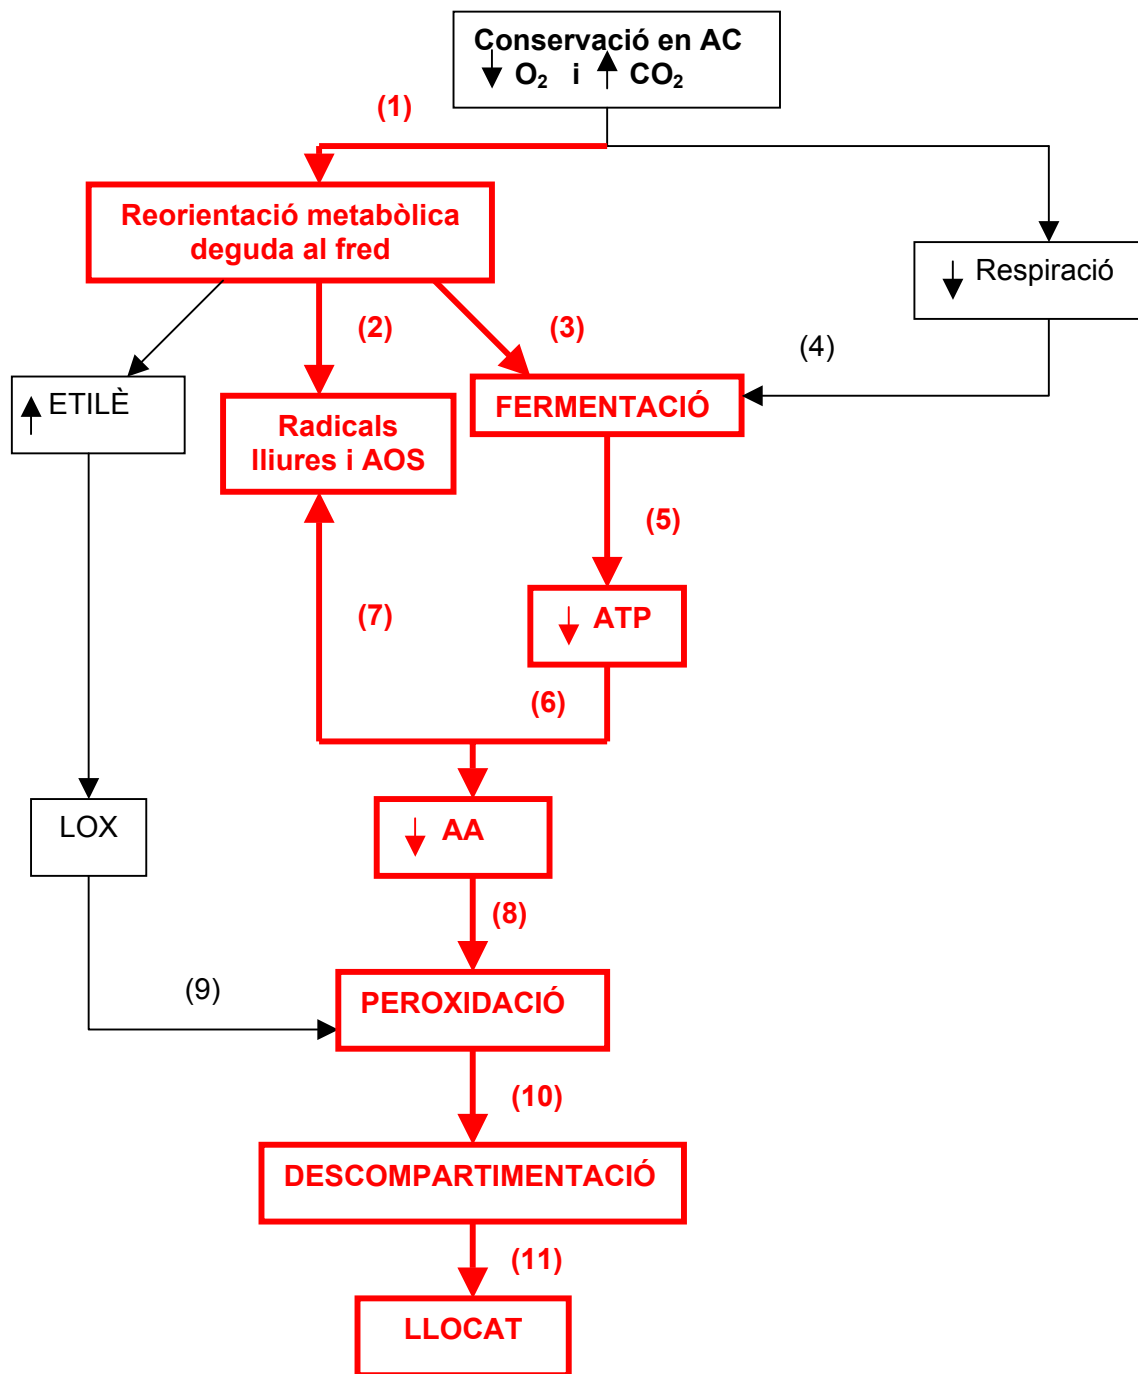 Conservació en AC
↓ O₂ i ↑ CO₂
(1)
Reorientació metabòlica
deguda al fred
↓ Respiració
(2)
(3)
(4)
↑ ETILÈ
Radicals
lliures i AOS
FERMENTACIÓ
(5)
(7)
↓ ATP
(6)
LOX
↓ AA
(8)
(9)
PEROXIDACIÓ
(10)
DESCOMPARTIMENTACIÓ
(11)
LLOCAT